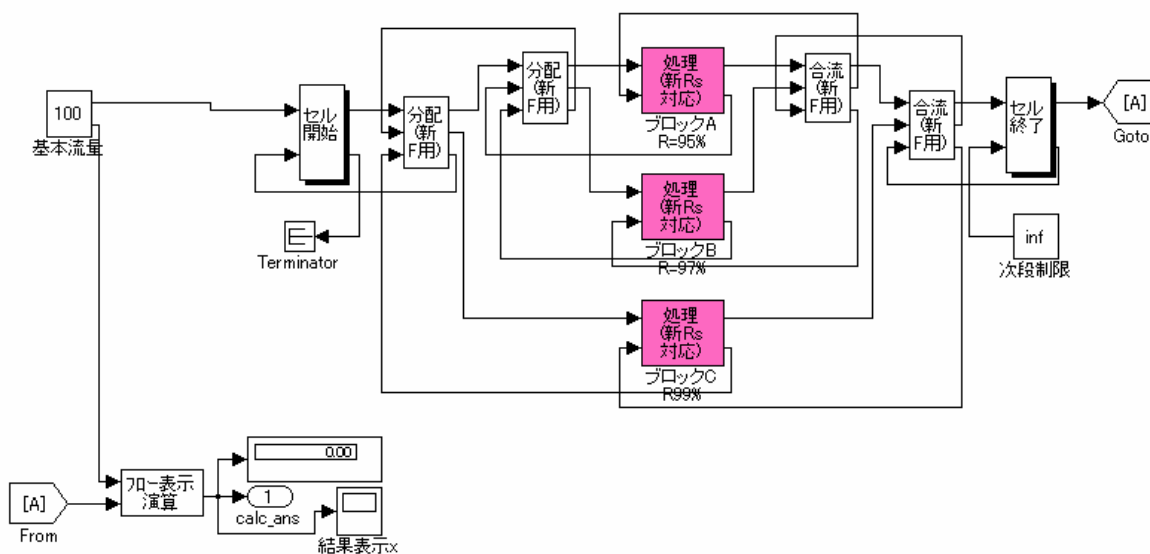 100
基本流量
セル
開始
Terminator
分配
(新
F用)
分配
(新
F用)
処理
(新Rs
対応)
ブロックA
R=95%
処理
(新Rs
対応)
ブロックB
R=97%
処理
(新Rs
対応)
ブロックC
R99%
合流
(新
F用)
合流
(新
F用)
セル
終了
[A]
Goto
inf
次段制限
[A]
From
フロー表示
演算
0.00
1
calc_ans
結果表示x